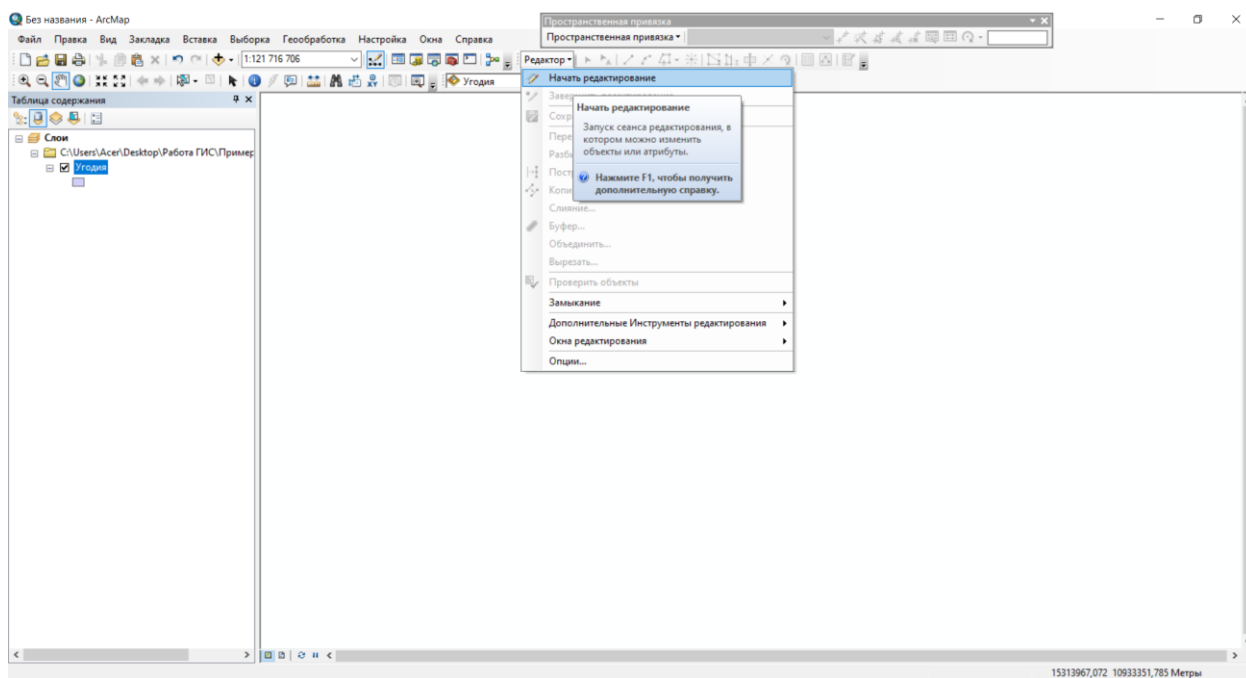 Без названия - ArcMap
Пространственная привязка
Файл Правка Вид Закладка Вставка Выборка Геообработка Настройка Окна Справка
Пространственная привязка
1:121 716 706
Редактор
Угодия
Начать редактирование
Таблица содержания
Начать редактирование
Запуск сеанса редактирования, в
котором можно изменить
объекты или атрибуты.
Нажмите F1, чтобы получить
дополнительную справку.
Слои
C:\Users\Acer\Desktop\Работа ГИС\Пример
Угодия
Слияние...
Буфер...
Объединить...
Вырезать...
Проверить объекты
Замыкание
Дополнительные Инструменты редактирования
Окна редактирования
Опции...
15313967,072 10933351,785 Метры